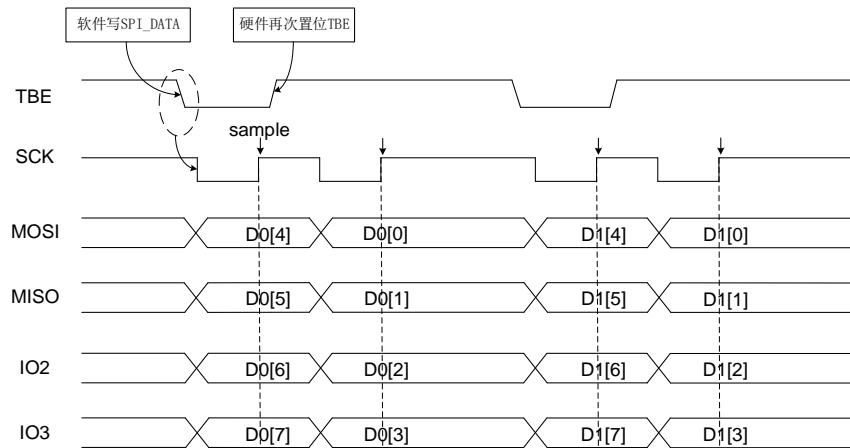 软件写SPI_DATA
硬件再次置位TBE
TBE
sample
SCK
MOSI
D0[4]
D0[0]
D1[4]
D1[0]
MISO
D0[5]
D0[1]
D1[5]
D1[1]
IO2
D0[6]
D0[2]
D1[6]
D1[2]
IO3
D0[7]
D0[3]
D1[7]
D1[3]